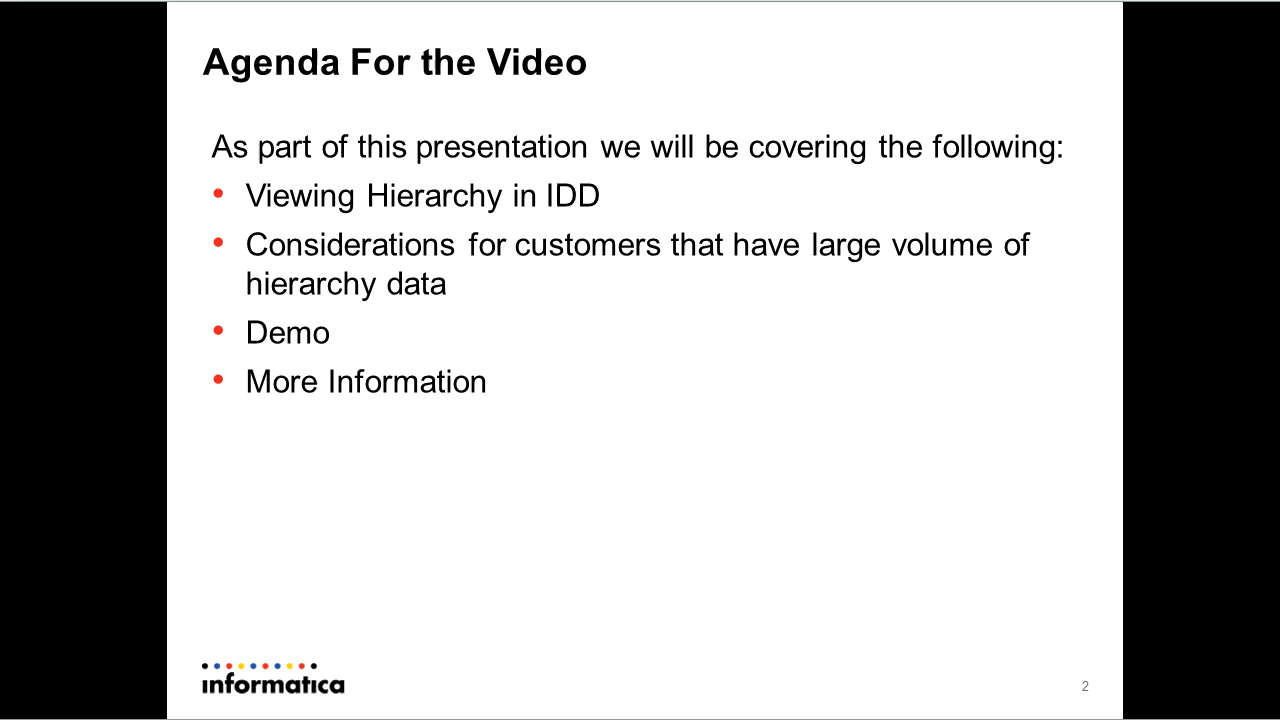 Agenda For the Video
As part of this presentation we will be covering the following:
• Viewing Hierarchy in IDD
• Considerations for customers that have large volume of
hierarchy data
• Demo
• More Information
informatica
2